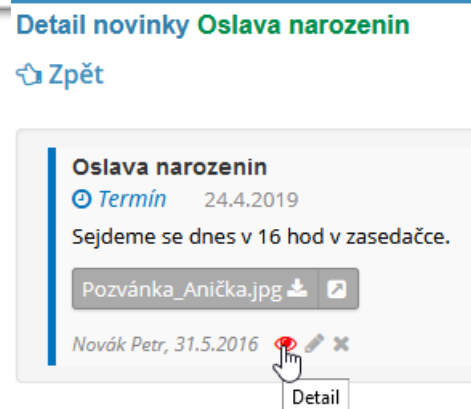 Detail novinky Oslava narozenin
Zpět
Oslava narozenin
Termín 24.4.2019
Sejdeme se dnes v 16 hod v zasedačce.
Pozvánka_Anička.jpg
Novák Petr, 31.5.2016
Detail